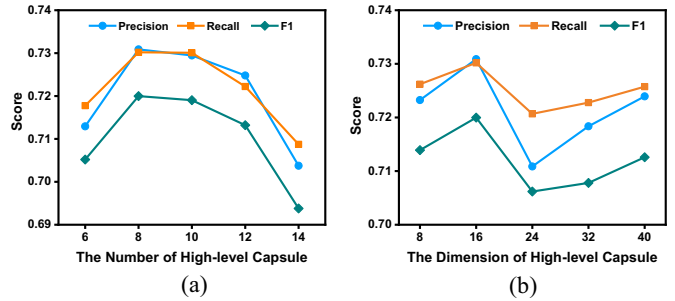 Precision Recall F1
Score
0.74
0.73
0.72
0.71
0.70
0.69
6 8 10 12 14
The Number of High-level Capsule
(a)
Precision Recall F1
Score
0.74
0.73
0.72
0.71
0.70
8 16 24 32 40
The Dimension of High-level Capsule
(b)